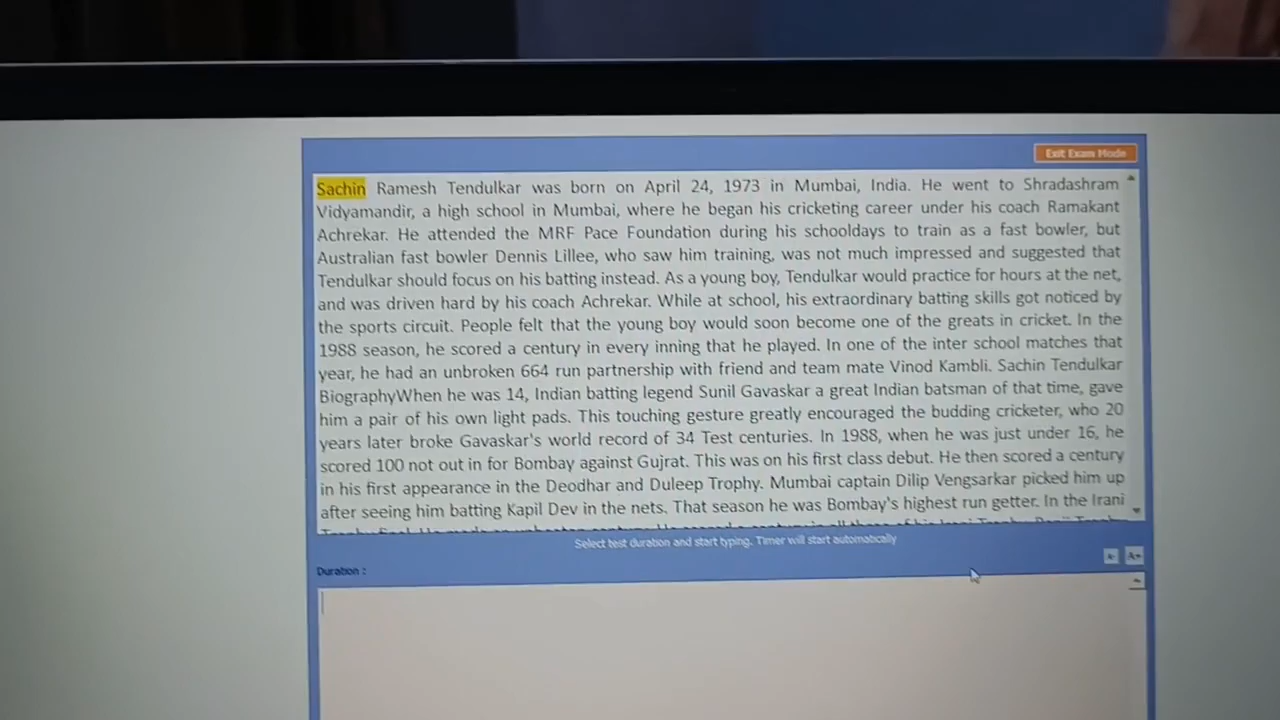 Exit Exam Mode
Sachin Ramesh Tendulkar was born on April 24, 1973 in Mumbai, India. He went to Shradashram
Vidyamandir, a high school in Mumbai, where he began his cricketing career under his coach Ramakant
Achrekar. He attended the MRF Pace Foundation during his schooldays to train as a fast bowler, but
Australian fast bowler Dennis Lillee, who saw him training, was not much impressed and suggested that
Tendulkar should focus on his batting instead. As a young boy, Tendulkar would practice for hours at the net,
and was driven hard by his coach Achrekar. While at school, his extraordinary batting skills got noticed by
the sports circuit. People felt that the young boy would soon become one of the greats in cricket. In the
1988 season, he scored a century in every inning that he played. In one of the inter school matches that
year, he had an unbroken 664 run partnership with friend and team mate Vinod Kambli. Sachin Tendulkar
BiographyWhen he was 14, Indian batting legend Sunil Gavaskar a great Indian batsman of that time, gave
him a pair of his own light pads. This touching gesture greatly encouraged the budding cricketer, who 20
years later broke Gavaskar's world record of 34 Test centuries. In 1988, when he was just under 16, he
scored 100 not out in for Bombay against Gujrat. This was on his first class debut. He then scored a century
in his first appearance in the Deodhar and Duleep Trophy. Mumbai captain Dilip Vengsarkar picked him up
after seeing him batting Kapil Dev in the nets. That season he was Bombay's highest run getter. In the Irani
Select test duration and start typing. Timer will start automatically
A- A+
Duration :